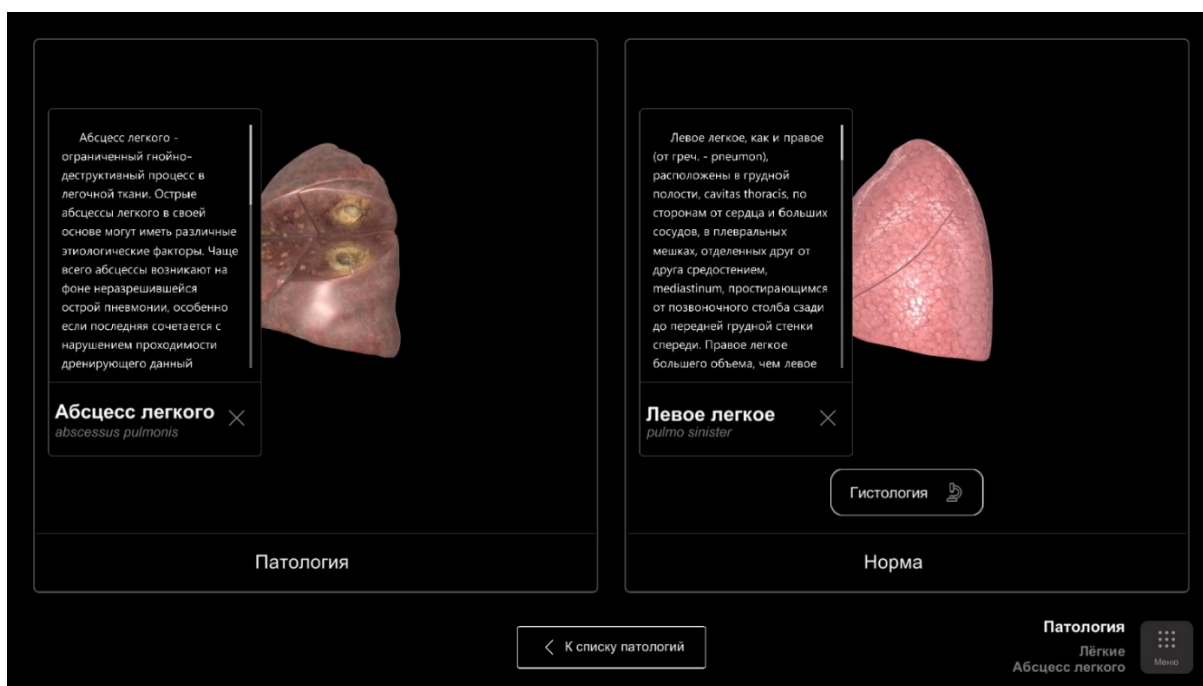 Абсцесс легкого -
ограниченный гнойно-
деструктивный процесс в
легочной ткани. Острые
абсцессы легкого в своей
основе могут иметь различные
этиологические факторы. Чаще
всего абсцессы возникают на
фоне неразрешившейся
острой пневмонии, особенно
если последняя сочетается с
нарушением проходимости
дренирующего данный
Абсцесс легкого
abscessus pulmonis
Патология
Левое легкое, как и правое
(от греч. - pneumon),
расположены в грудной
полости, cavitas thoracis, по
сторонам от сердца и больших
сосудов, в плевральных
мешках, отделенных друг от
друга средостением,
mediastinum, простирающимся
от позвоночного столба сзади
до передней грудной стенки
спереди. Правое легкое
большего объема, чем левое
Левое легкое
pulmo sinister
Гистология
Норма
К списку патологий
Патология
Лёгкие
Абсцесс легкого
Меню